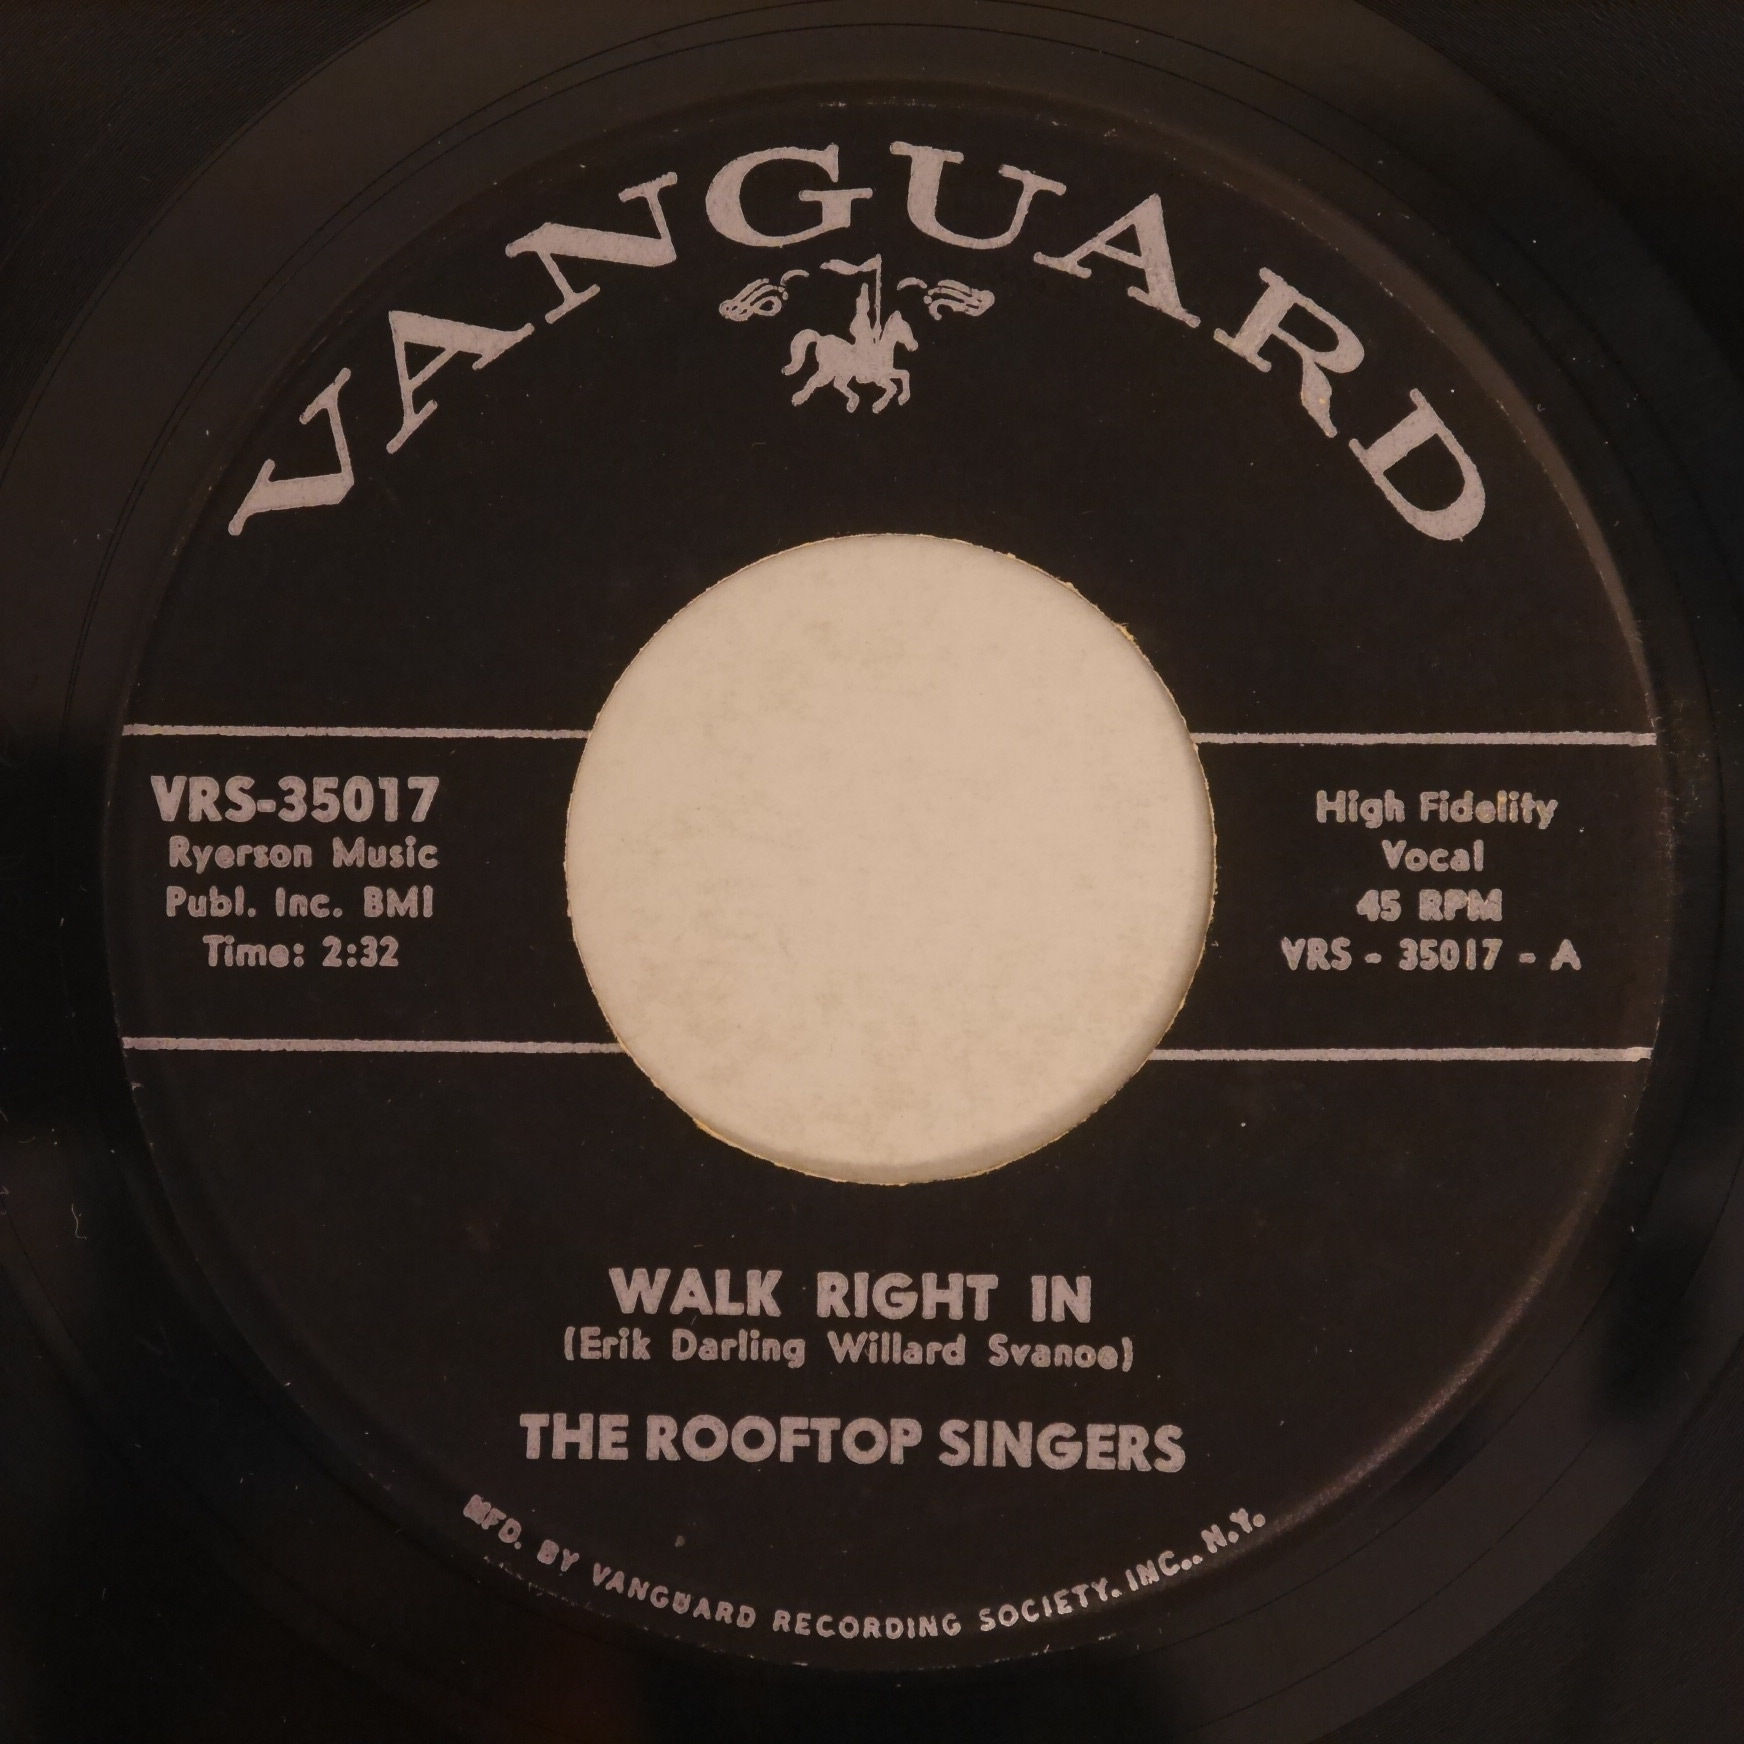 VANGUARD
VRS-35017
Ryerson Music
Publ. Inc. BMI
Time: 2:32
High Fidelity
Vocal
45 RPM
VRS - 35017 - A
WALK RIGHT IN
(Erik Darling Willard Svanoe)
THE ROOFTOP SINGERS
MFD. BY VANGUARD RECORDING SOCIETY, INC., N.Y.